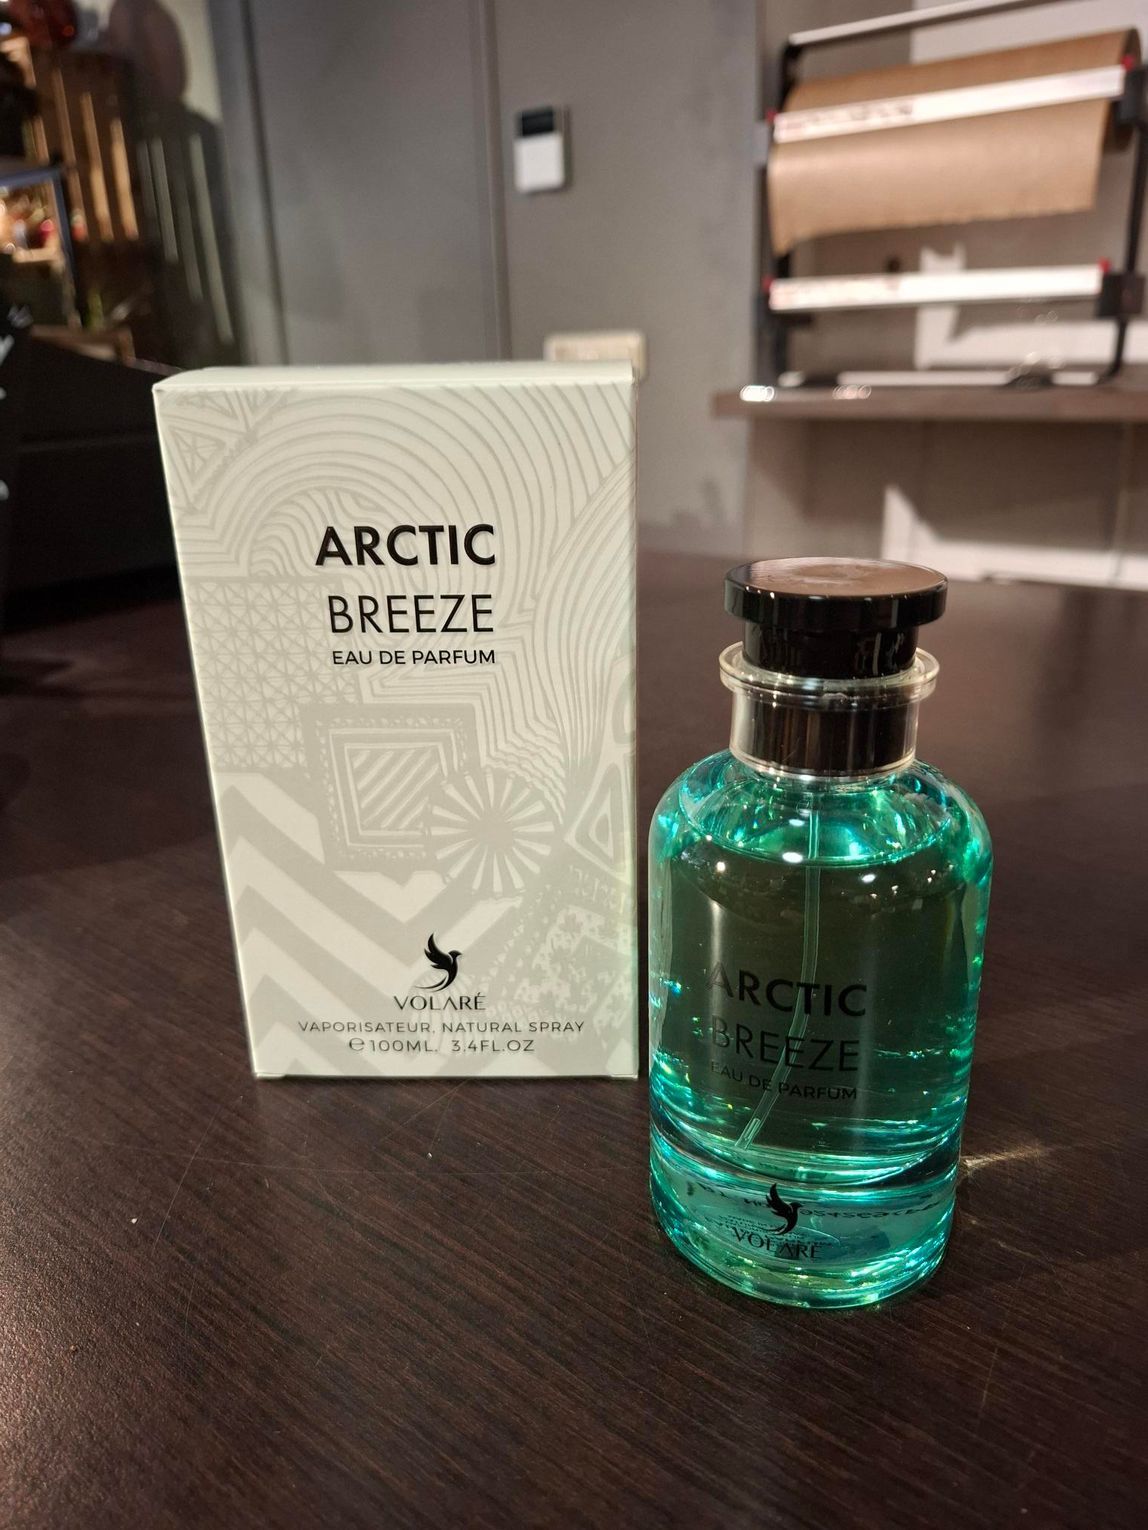 ARCTIC
BREEZE
EAU DE PARFUM
VOLARÉ
VAPORISATEUR, NATURAL SPRAY
℮100ML. 3.4FL.OZ
ARCTIC
BREEZE
EAU DE PARFUM
VOLARÉ